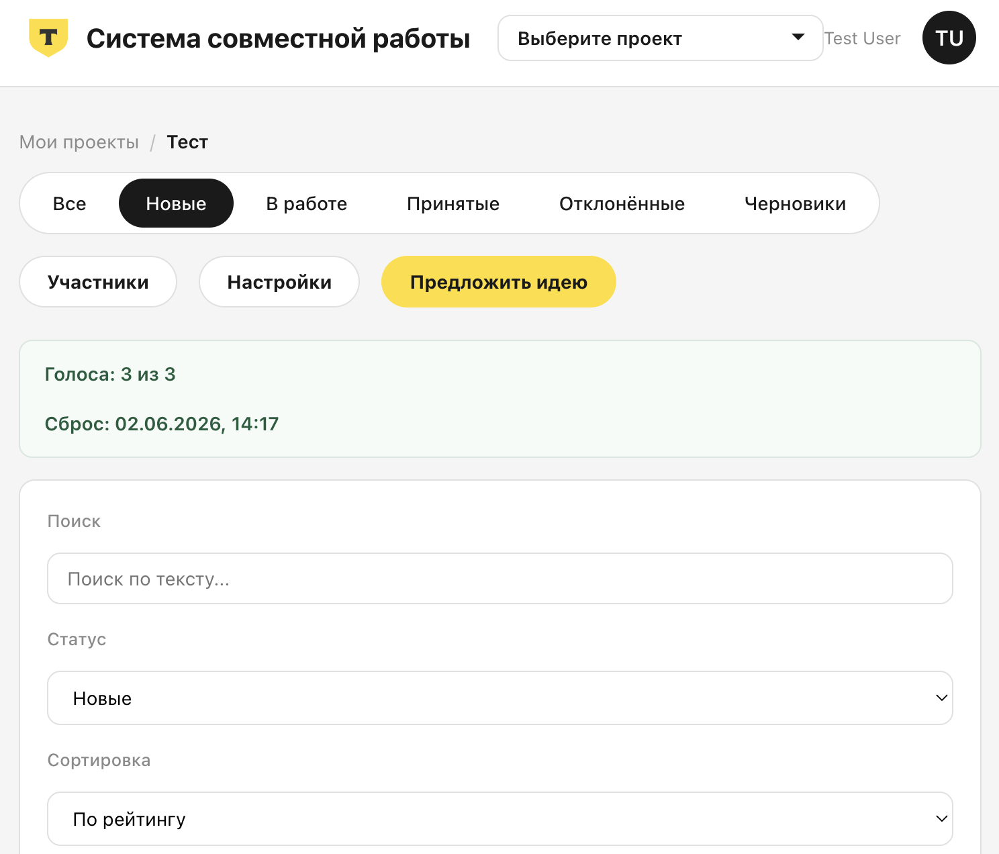 Т Система совместной работы Выберите проект Test User TU
Мои проекты / Тест
Все Новые В работе Принятые Отклонённые Черновики
Участники Настройки Предложить идею
Голоса: 3 из 3
Сброс: 02.06.2026, 14:17
Поиск
Поиск по тексту...
Статус
Новые
Сортировка
По рейтингу